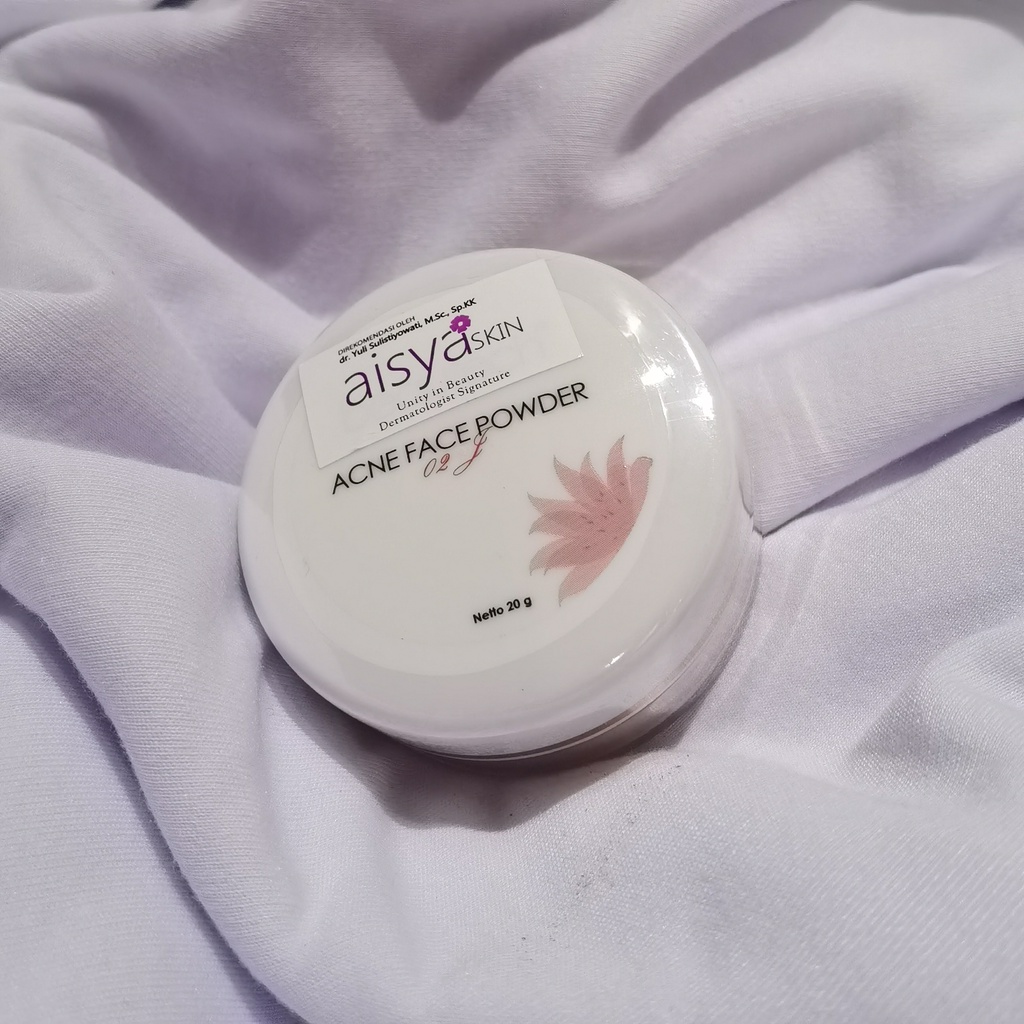 DIREKOMENDASI OLEH
dr. Yuli Sulistiyowati, M.Sc., Sp.KK
aisya SKIN
Unity in Beauty
Dermatologist Signature
ACNE FACE POWDER
02 L
Netto 20 g